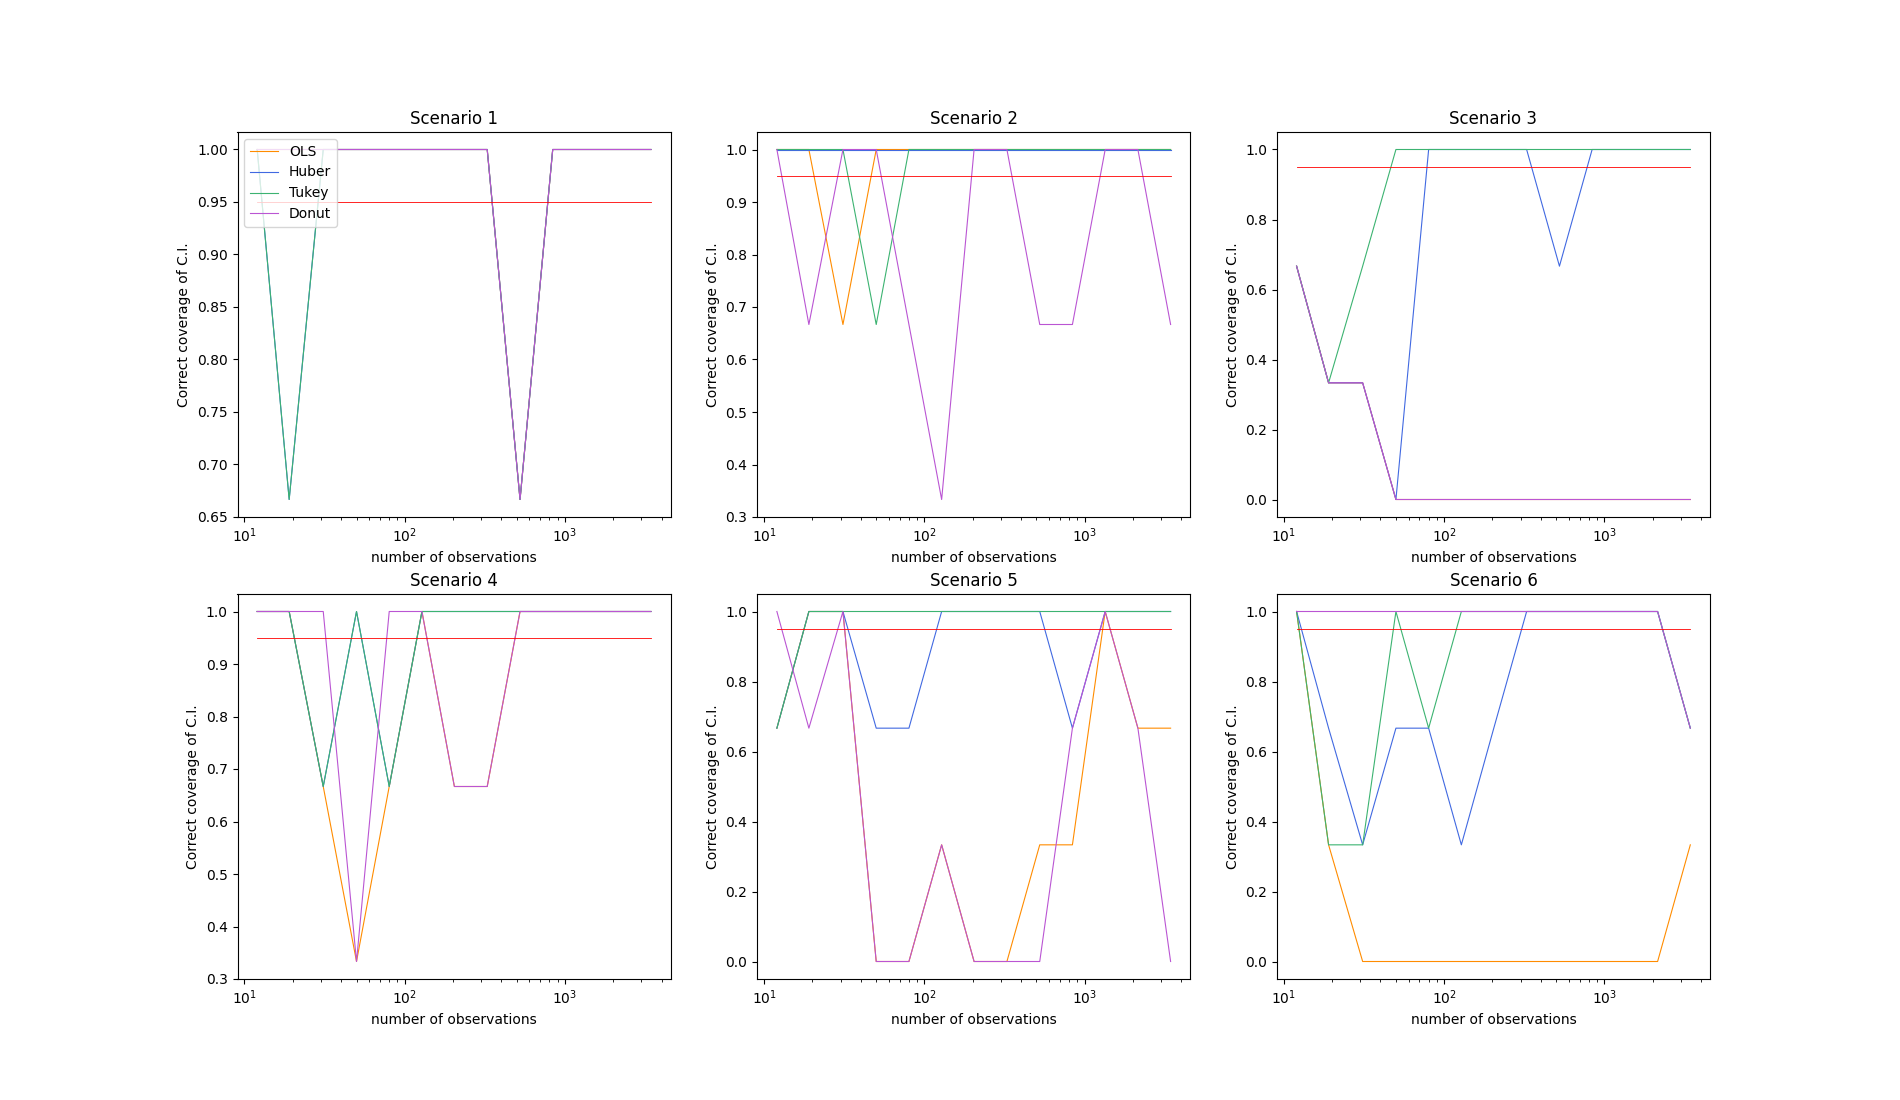 Scenario 1
Correct coverage of C.I.
1.00
0.95
0.90
0.85
0.80
0.75
0.70
0.65
OLS
Huber
Tukey
Donut
10¹ 10² 10³
number of observations
Scenario 2
Correct coverage of C.I.
1.0
0.9
0.8
0.7
0.6
0.5
0.4
0.3
10¹ 10² 10³
number of observations
Scenario 3
Correct coverage of C.I.
1.0
0.8
0.6
0.4
0.2
0.0
10¹ 10² 10³
number of observations
Scenario 4
Correct coverage of C.I.
1.0
0.9
0.8
0.7
0.6
0.5
0.4
0.3
10¹ 10² 10³
number of observations
Scenario 5
Correct coverage of C.I.
1.0
0.8
0.6
0.4
0.2
0.0
10¹ 10² 10³
number of observations
Scenario 6
Correct coverage of C.I.
1.0
0.8
0.6
0.4
0.2
0.0
10¹ 10² 10³
number of observations